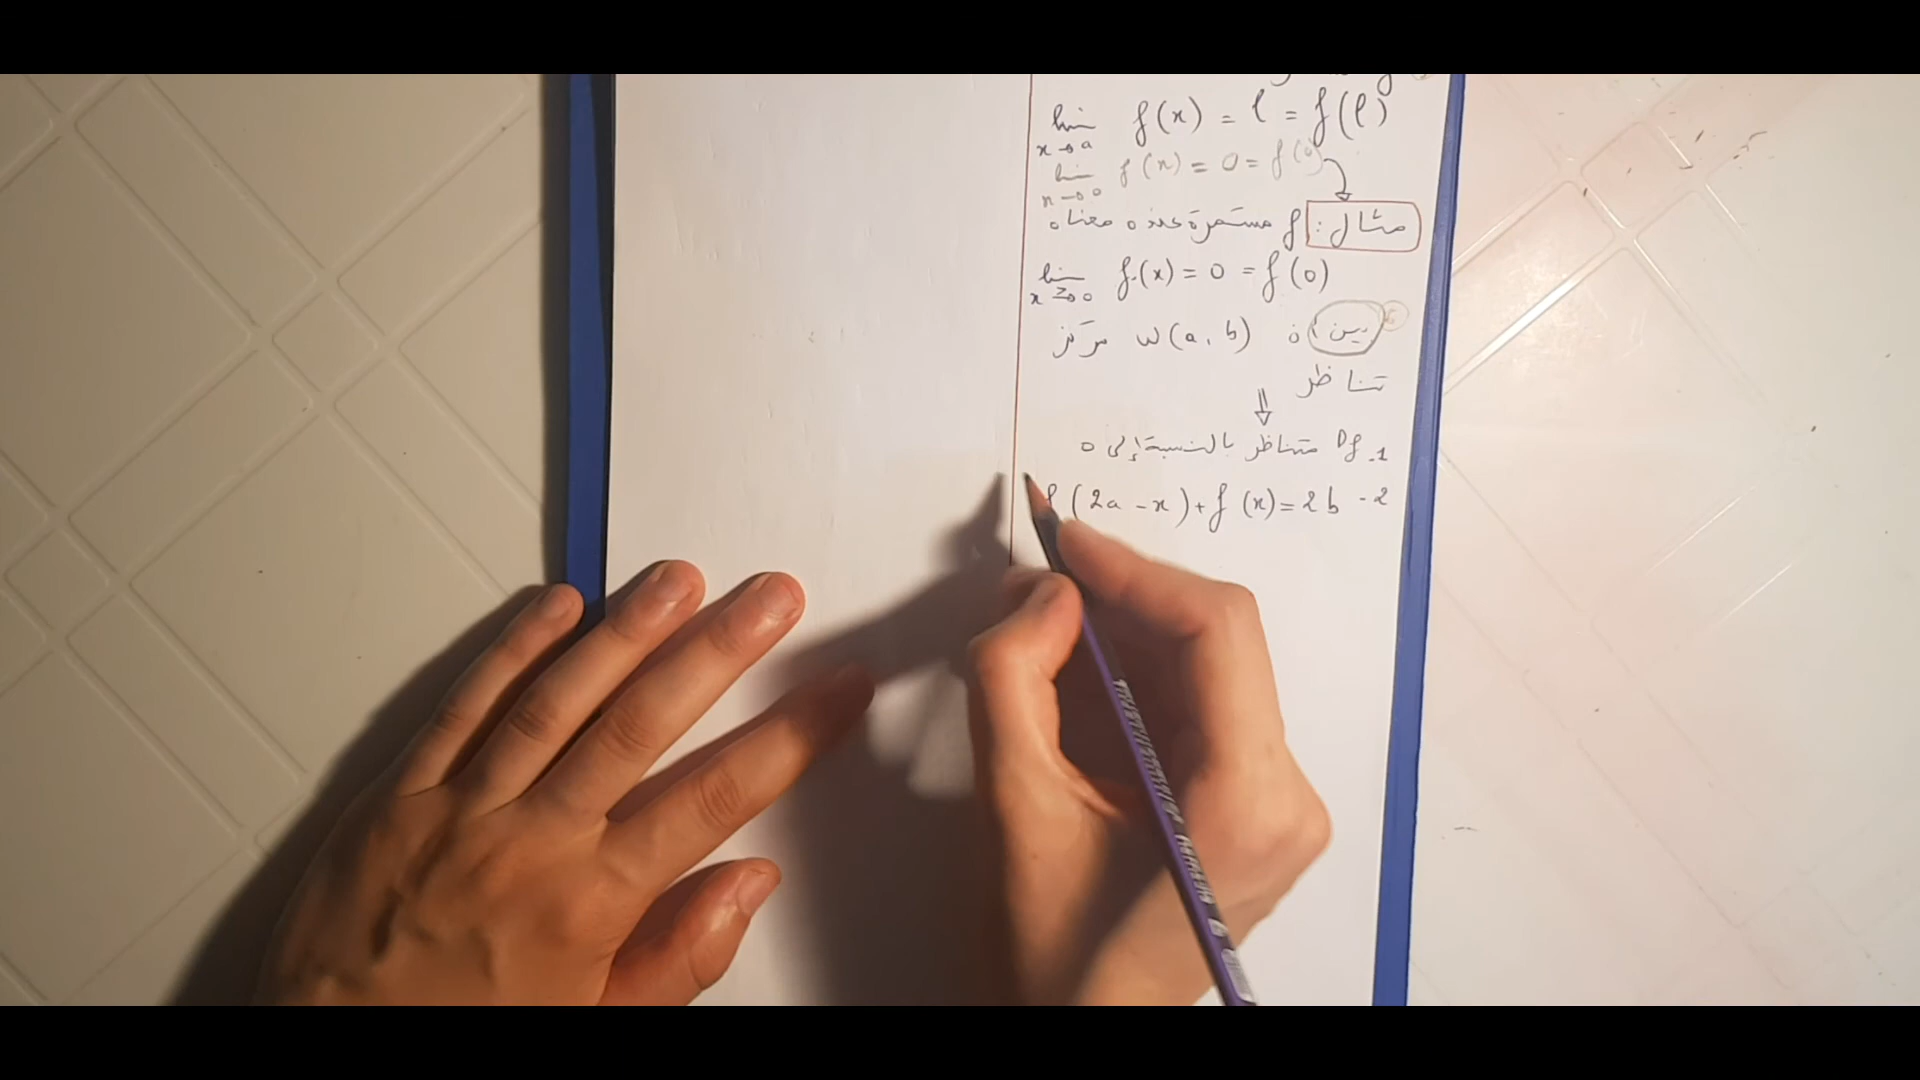 lim f(x) = l = f(l)
x→a
lim f(x) = 0 = f(0)
x→0
مثال: f مستمرة عند 0 معناه
lim f(x) = 0 = f(0)
x→0
بين ان w(a, b) مركز
تناظر
⇓
1- Df متناظر بالنسبة إلى 0
2- f(2a - x) + f(x) = 2b